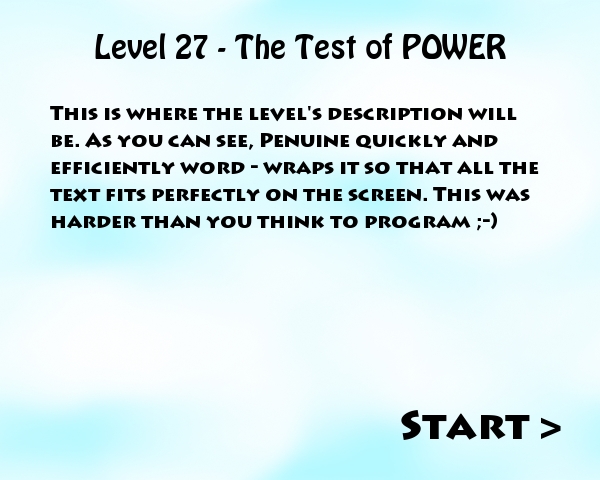 Level 27 - The Test of POWER
This is where the level's description will
be. As you can see, Penuine quickly and
efficiently word - wraps it so that all the
text fits perfectly on the screen. This was
harder than you think to program ;-)
Start >